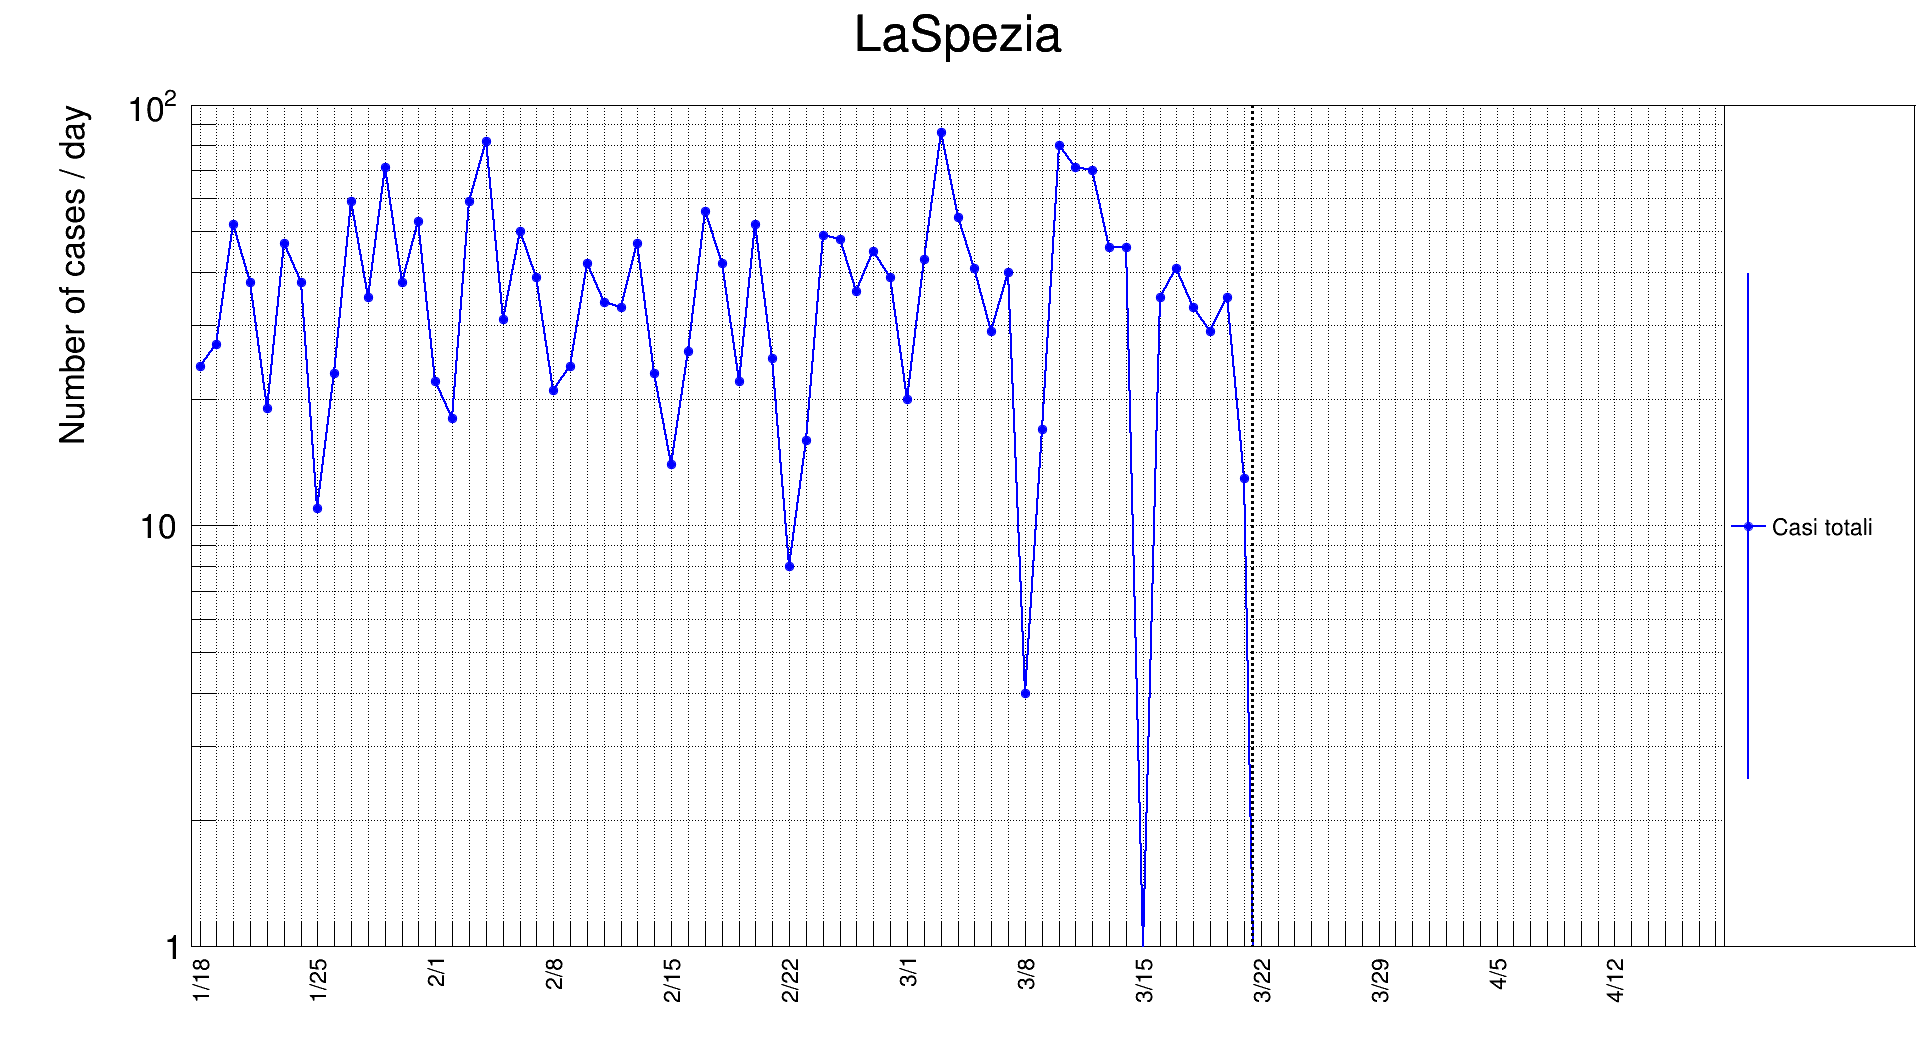 LaSpezia
Number of cases / day
10²
10
1
1/18 1/25 2/1 2/8 2/15 2/22 3/1 3/8 3/15 3/22 3/29 4/5 4/12
Casi totali